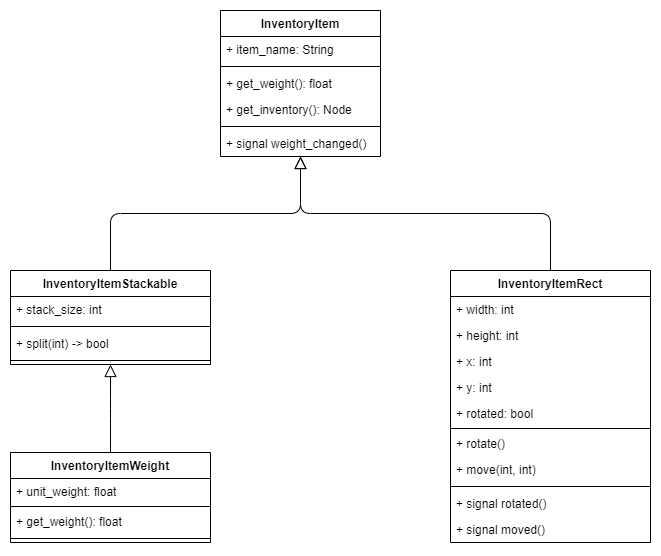 InventoryItem
+ item_name: String
+ get_weight(): float
+ get_inventory(): Node
+ signal weight_changed()
InventoryItemStackable
+ stack_size: int
+ split(int) -> bool
InventoryItemWeight
+ unit_weight: float
+ get_weight(): float
InventoryItemRect
+ width: int
+ height: int
+ x: int
+ y: int
+ rotated: bool
+ rotate()
+ move(int, int)
+ signal rotated()
+ signal moved()